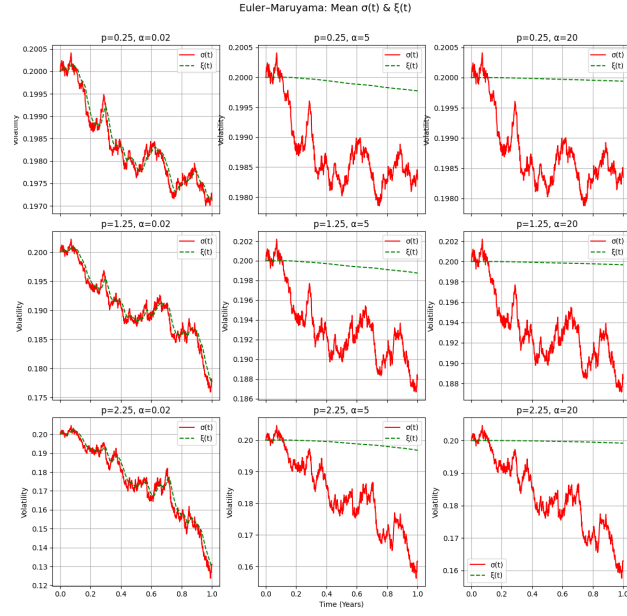 Euler–Maruyama: Mean σ(t) & ξ(t)
p=0.25, α=0.02
p=0.25, α=5
p=0.25, α=20
0.2005
0.2000
0.1995
0.1990
0.1985
0.1980
0.1975
0.1970
Volatility
σ(t)
ξ(t)
0.2005
0.2000
0.1995
0.1990
0.1985
0.1980
Volatility
σ(t)
ξ(t)
0.2005
0.2000
0.1995
0.1990
0.1985
0.1980
Volatility
σ(t)
ξ(t)
p=1.25, α=0.02
p=1.25, α=5
p=1.25, α=20
0.200
0.195
0.190
0.185
0.180
0.175
Volatility
σ(t)
ξ(t)
0.202
0.200
0.198
0.196
0.194
0.192
0.190
0.188
0.186
Volatility
σ(t)
ξ(t)
0.202
0.200
0.198
0.196
0.194
0.192
0.190
0.188
Volatility
σ(t)
ξ(t)
p=2.25, α=0.02
p=2.25, α=5
p=2.25, α=20
0.20
0.19
0.18
0.17
0.16
0.15
0.14
0.13
0.12
Volatility
σ(t)
ξ(t)
0.0 0.2 0.4 0.6 0.8 1.0
0.20
0.19
0.18
0.17
0.16
Volatility
σ(t)
ξ(t)
0.0 0.2 0.4 0.6 0.8 1.0
Time (Years)
0.20
0.19
0.18
0.17
0.16
Volatility
σ(t)
ξ(t)
0.0 0.2 0.4 0.6 0.8 1.0